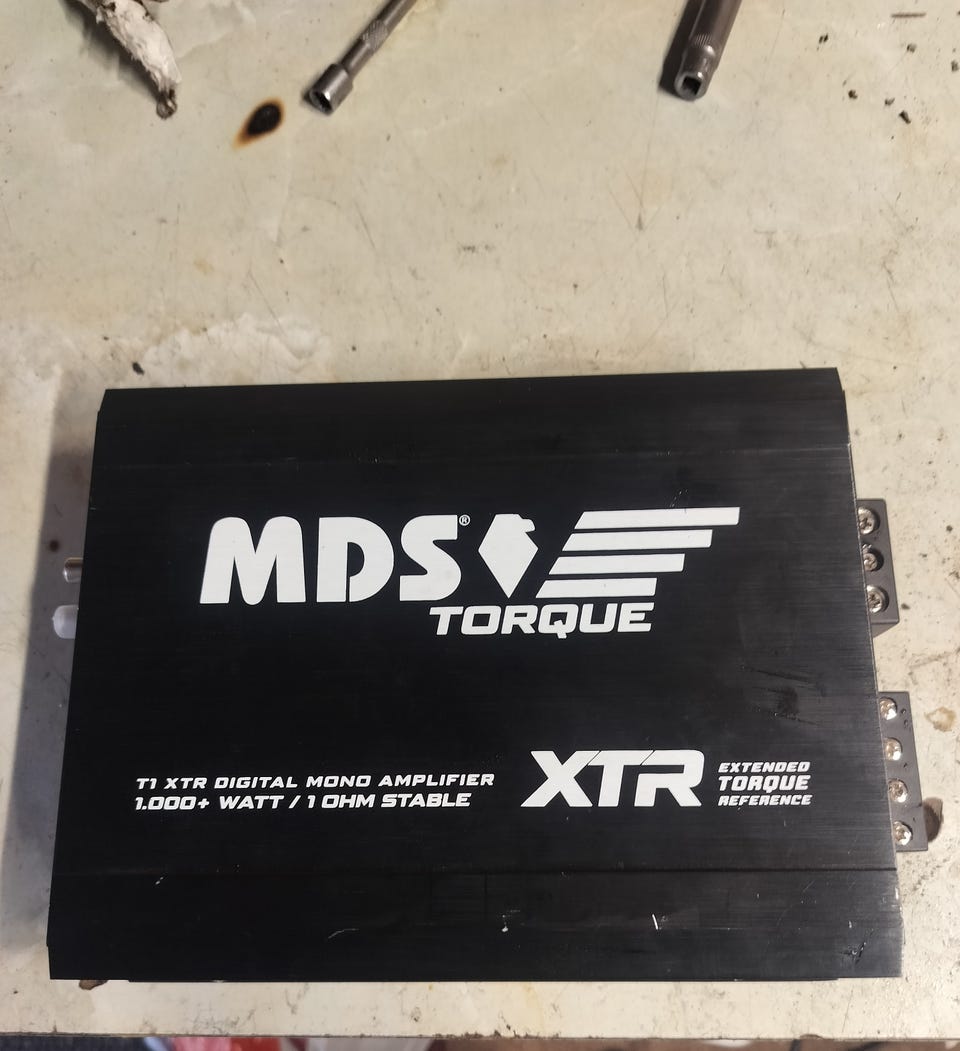 MDS®
TORQUE
T1 XTR DIGITAL MONO AMPLIFIER
1.000+ WATT / 1 OHM STABLE
XTR
EXTENDED
TORQUE
REFERENCE